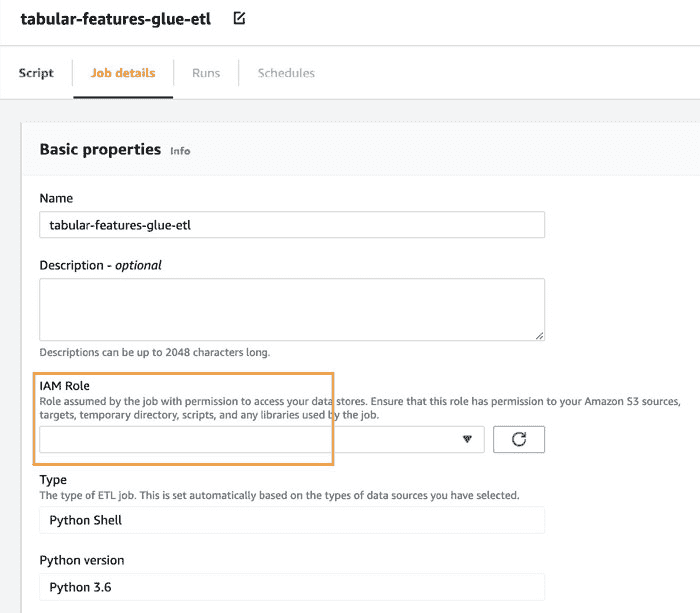 tabular-features-glue-etl
Script Job details Runs Schedules
Basic properties Info
Name
tabular-features-glue-etl
Description - optional
Descriptions can be up to 2048 characters long.
IAM Role
Role assumed by the job with permission to access your data stores. Ensure that this role has permission to your Amazon S3 sources,
targets, temporary directory, scripts, and any libraries used by the job.
Type
The type of ETL job. This is set automatically based on the types of data sources you have selected.
Python Shell
Python version
Python 3.6